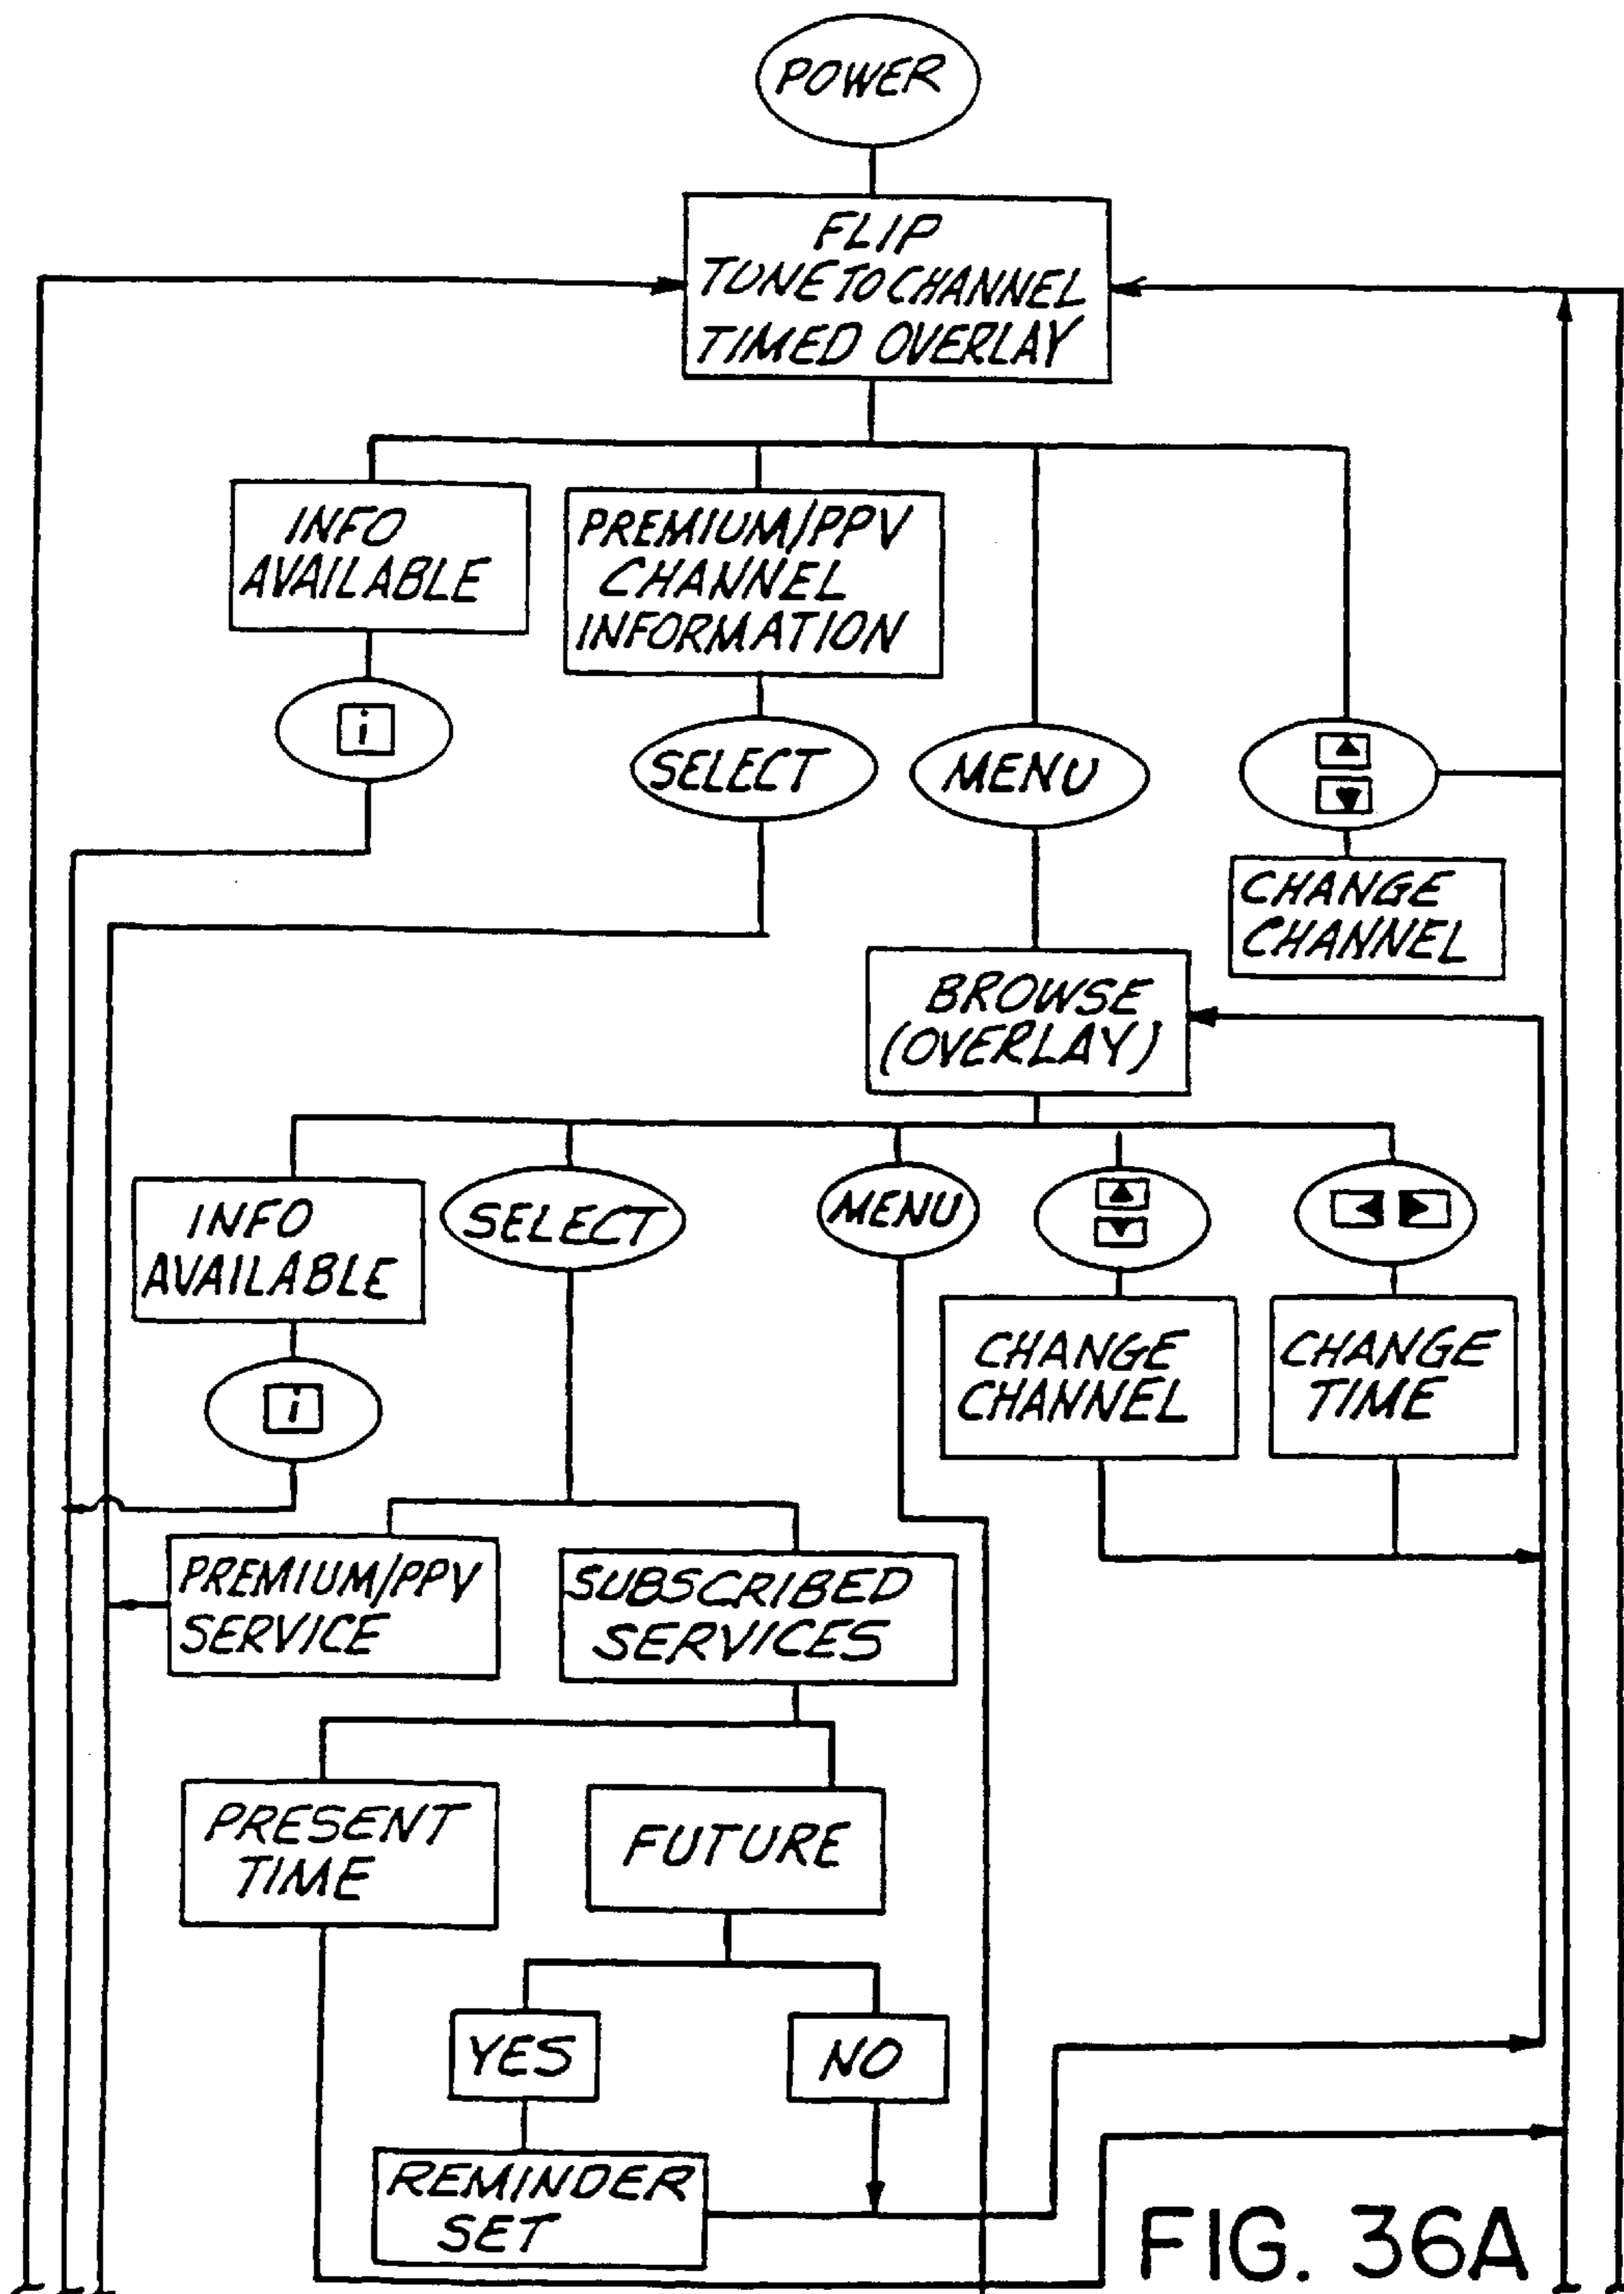 POWER
FLIP
TUNE TO CHANNEL
TIMED OVERLAY
INFO
AVAILABLE
PREMIUM/PPV
CHANNEL
INFORMATION
i
SELECT
MENU
CHANGE
CHANNEL
BROWSE
(OVERLAY)
INFO
AVAILABLE
SELECT
MENU
i
CHANGE
CHANNEL
CHANGE
TIME
PREMIUM/PPV
SERVICE
SUBSCRIBED
SERVICES
PRESENT
TIME
FUTURE
YES
NO
REMINDER
SET
FIG. 36A